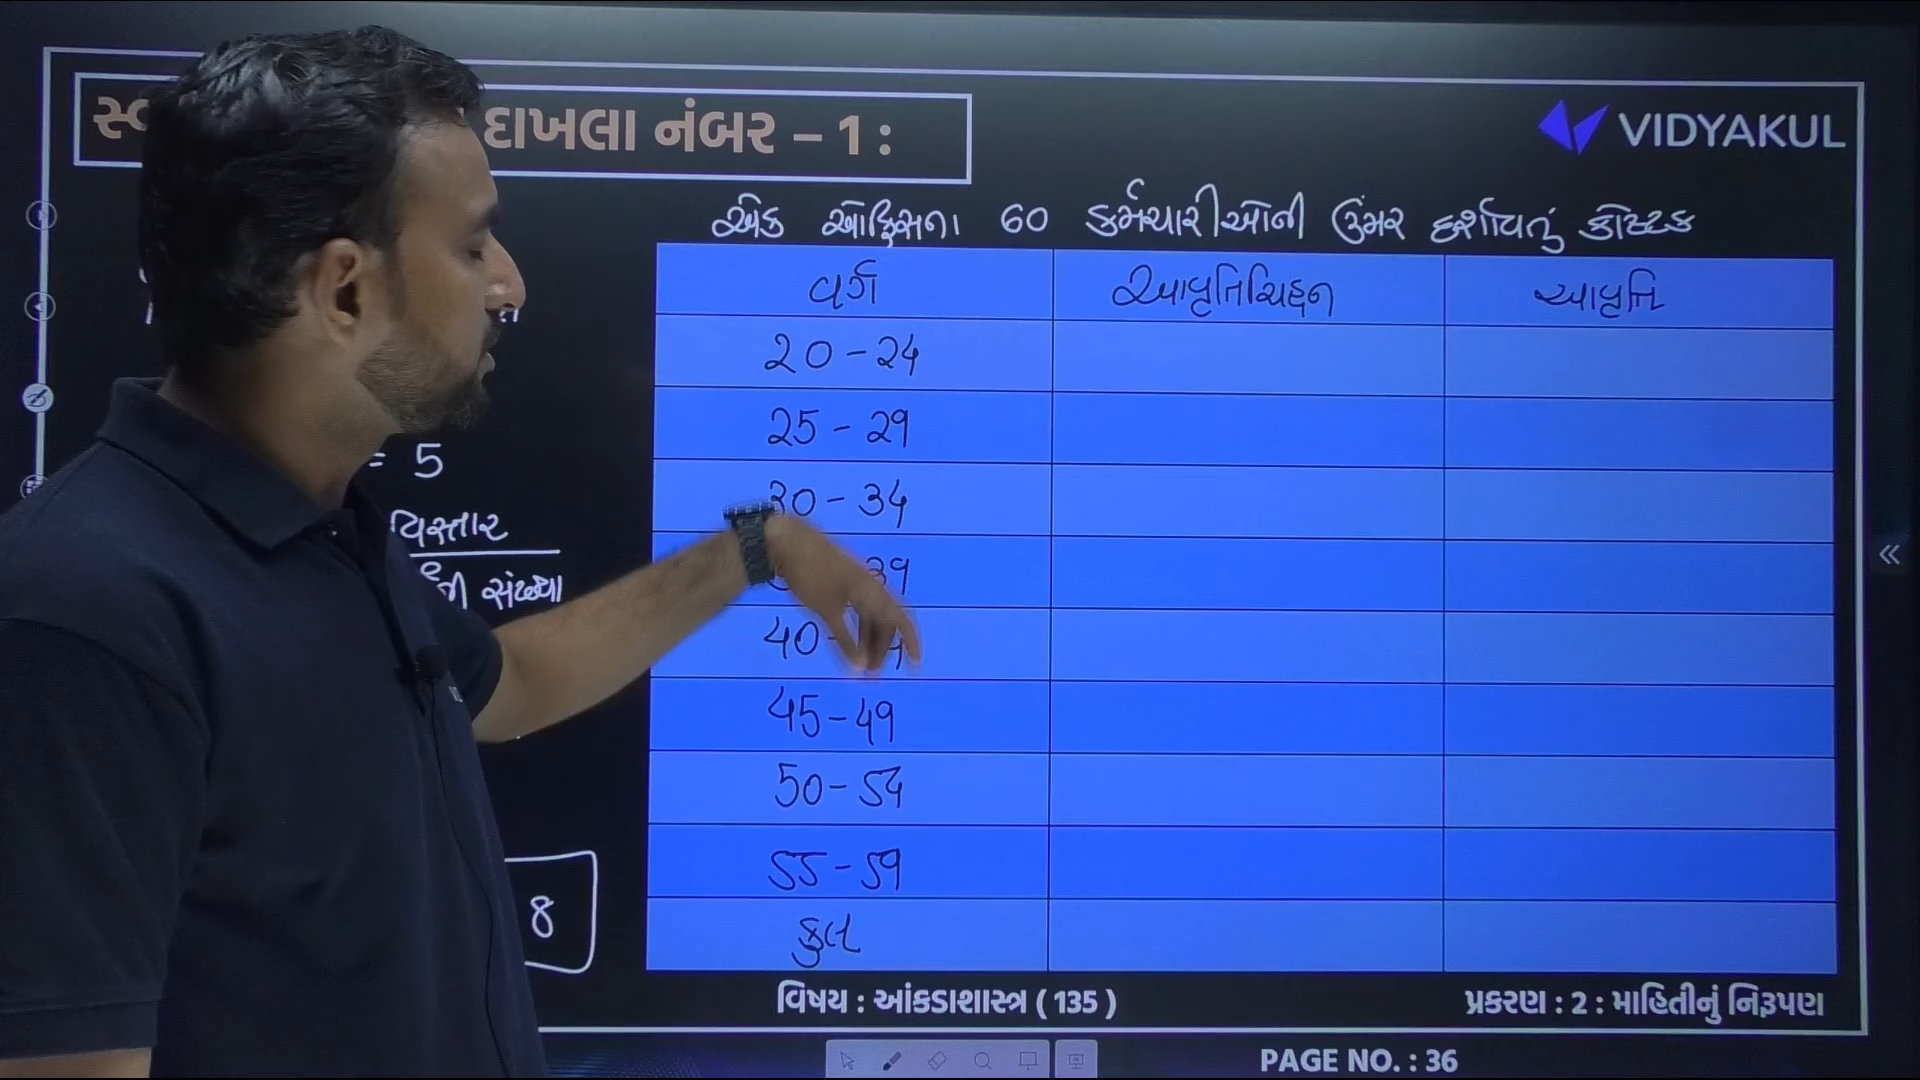 દાખલા નંબર – 1 :
VIDYAKUL
એક ઓફિસના 60 કર્મચારીઓની ઉંમર દર્શાવતું કોષ્ટક
વર્ગ આવૃત્તિચિહ્ન આવૃત્તિ
20 - 24
25 - 29
30 - 34
39
40 -
45 - 49
50 - 54
55 - 59
કુલ
= 5
વિસ્તાર
સંખ્યા
8
વિષય : આંકડાશાસ્ત્ર ( 135 )
પ્રકરણ : 2 : માહિતીનું નિરૂપણ
PAGE NO. : 36